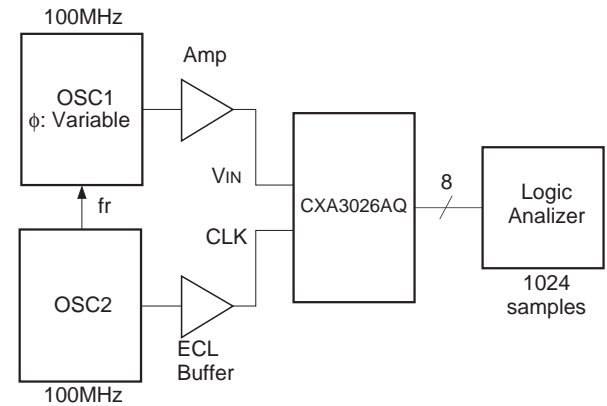 100MHz
OSC1
ϕ: Variable
Amp
fr
OSC2
100MHz
ECL
Buffer
VIN
CLK
CXA3026AQ
8
Logic
Analizer
1024
samples